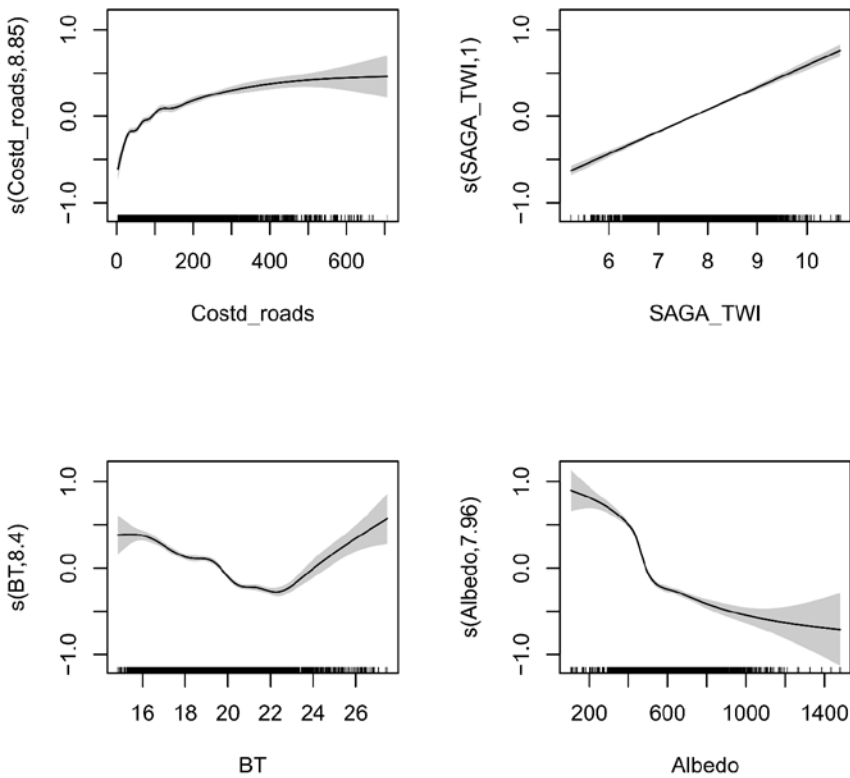 s(Costd_roads,8.85)
1.0
0.0
−1.0
0 200 400 600
Costd_roads
s(SAGA_TWI,1)
1.0
0.0
−1.0
6 7 8 9 10
SAGA_TWI
s(BT,8.4)
1.0
0.0
−1.0
16 18 20 22 24 26
BT
s(Albedo,7.96)
1.0
0.0
−1.0
200 600 1000 1400
Albedo